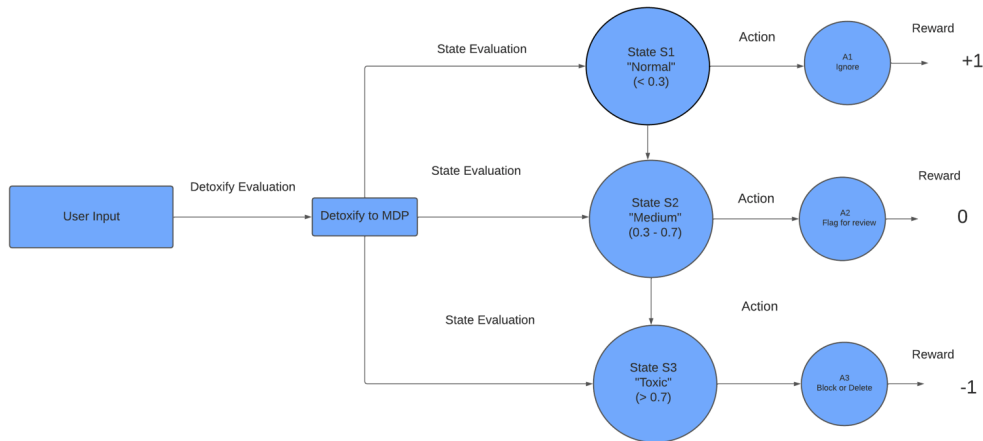 Reward
State Evaluation
Action
State S1
"Normal"
(< 0.3)
A1
Ignore
+1
State Evaluation
Reward
Detoxify Evaluation
Action
User Input
Detoxify to MDP
State S2
"Medium"
(0.3 - 0.7)
A2
Flag for review
0
State Evaluation
Action
Reward
State S3
"Toxic"
(> 0.7)
A3
Block or Delete
-1